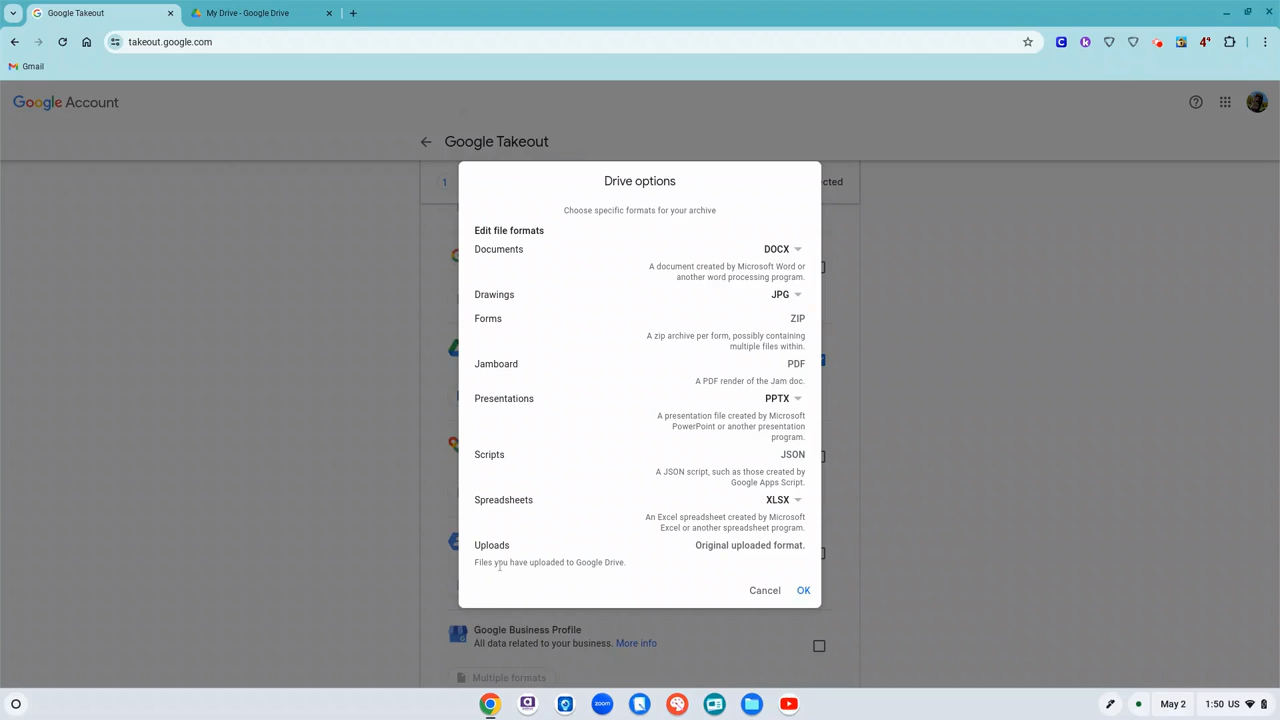 Google Takeout
My Drive - Google Drive
takeout.google.com
Gmail
Google Account
Google Takeout
1
cted
Drive options
Choose specific formats for your archive
Edit file formats
Documents DOCX
A document created by Microsoft Word or
another word processing program.
Drawings JPG
Forms ZIP
A zip archive per form, possibly containing
multiple files within.
Jamboard PDF
A PDF render of the Jam doc.
Presentations PPTX
A presentation file created by Microsoft
PowerPoint or another presentation
program.
Scripts JSON
A JSON script, such as those created by
Google Apps Script.
Spreadsheets XLSX
An Excel spreadsheet created by Microsoft
Excel or another spreadsheet program.
Uploads Original uploaded format.
Files you have uploaded to Google Drive.
Cancel OK
Google Business Profile
All data related to your business. More info
Multiple formats
zoom
May 2 1:50 US